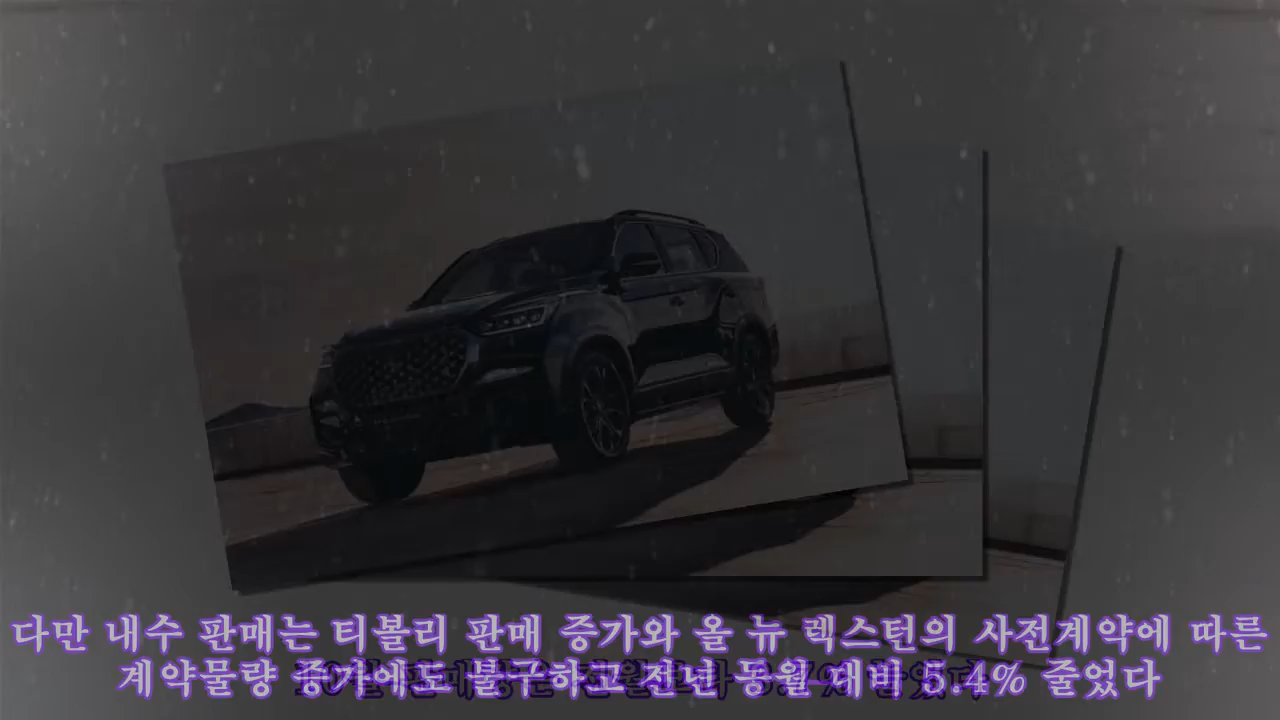 다만 내수 판매는 티볼리 판매 증가와 올 뉴 렉스턴의 사전계약에 따른
계약물량 증가에도 불구하고 전년 동월 대비 5.4% 줄었다